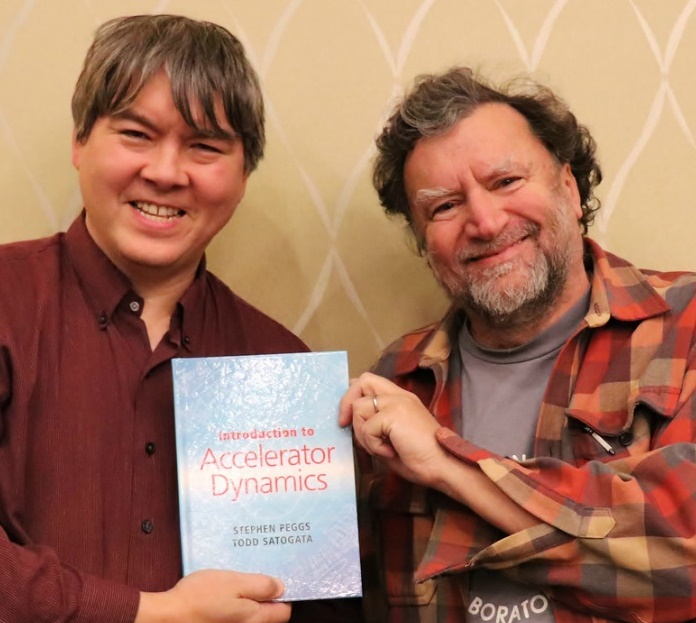 Introduction to
Accelerator
Dynamics
STEPHEN PEGGS
TODD SATOGATA
BORATO